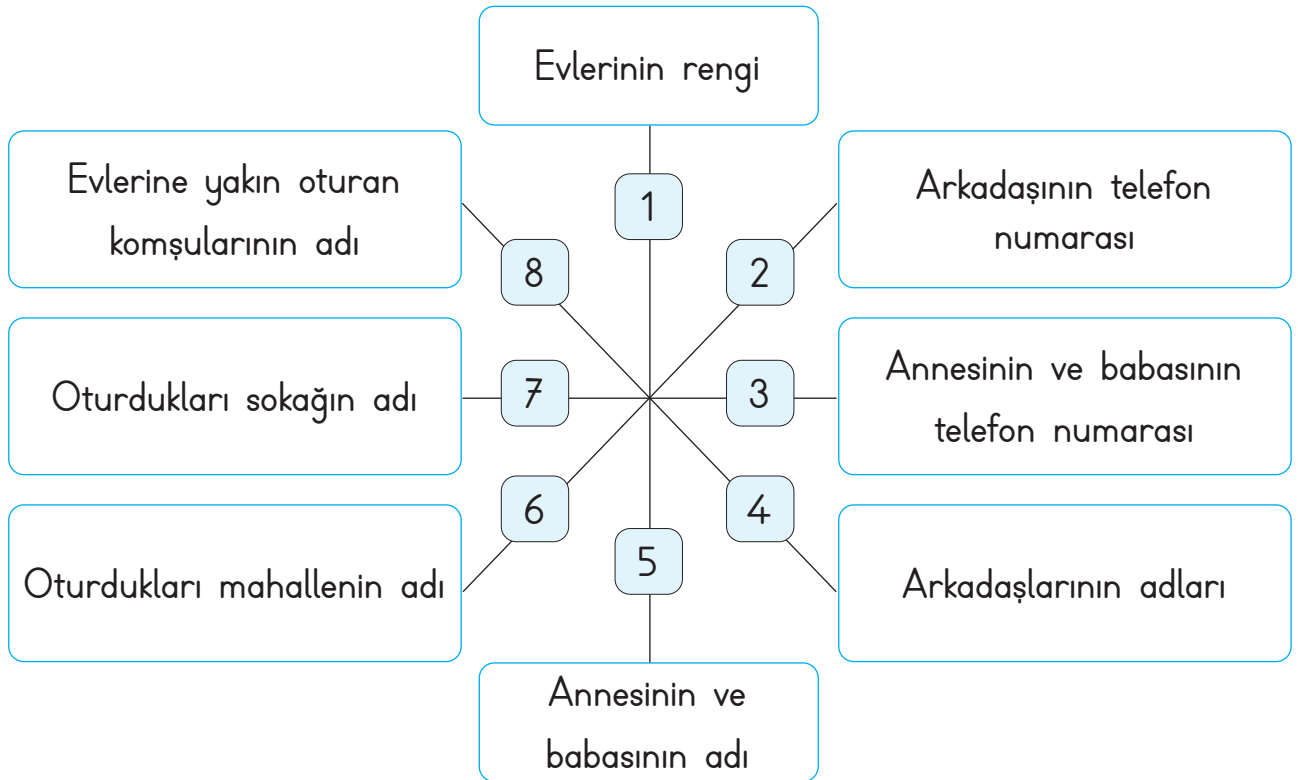 Evlerinin rengi
1
Arkadaşının telefon
numarası
2
Annesinin ve babasının
telefon numarası
3
Arkadaşlarının adları
4
Annesinin ve
babasının adı
5
Oturdukları mahallenin adı
6
Oturdukları sokağın adı
7
Evlerine yakın oturan
komşularının adı
8